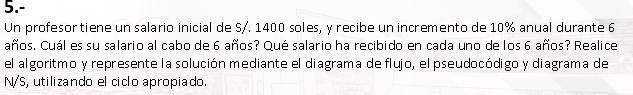 5.-
Un profesor tiene un salario inicial de S/. 1400 soles, y recibe un incremento de 10% anual durante 6
años. Cuál es su salario al cabo de 6 años? Qué salario ha recibido en cada uno de los 6 años? Realice
el algoritmo y represente la solución mediante el diagrama de flujo, el pseudocódigo y diagrama de
N/S, utilizando el ciclo apropiado.